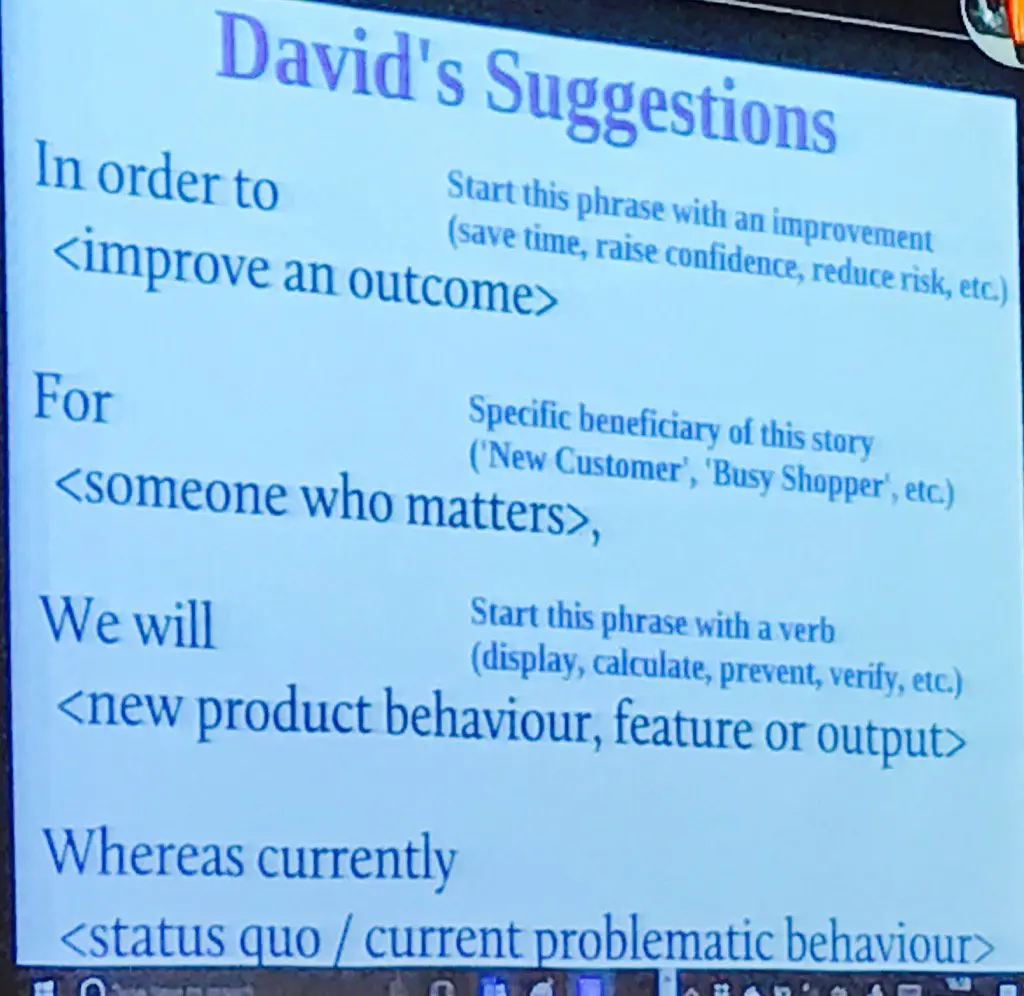 David's Suggestions
In order to
Start this phrase with an improvement
(save time, raise confidence, reduce risk, etc.)
<improve an outcome>
For
Specific beneficiary of this story
('New Customer', 'Busy Shopper', etc.)
<someone who matters>,
We will
Start this phrase with a verb
(display, calculate, prevent, verify, etc.)
<new product behaviour, feature or output>
Whereas currently
<status quo / current problematic behaviour>